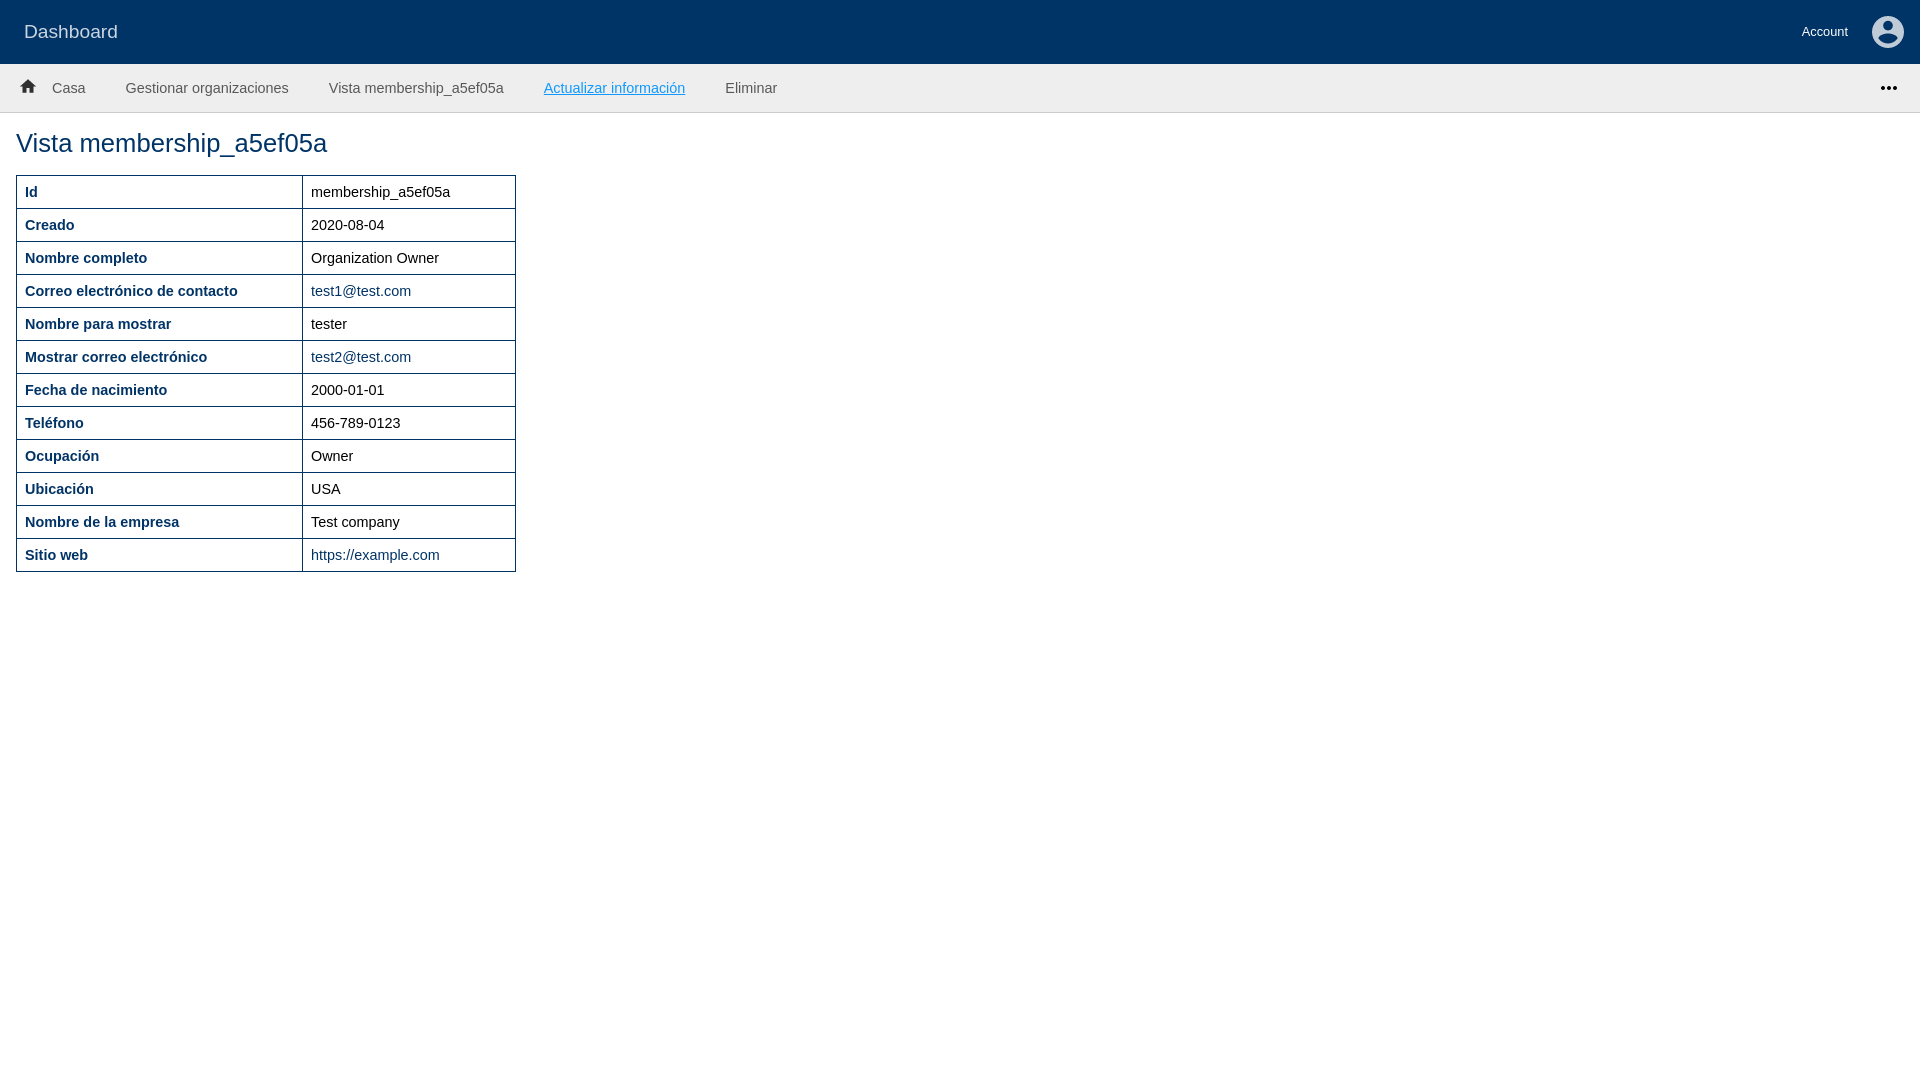 Dashboard
Account
Casa
Gestionar organizaciones
Vista membership_a5ef05a
Actualizar información
Eliminar
Vista membership_a5ef05a
Id membership_a5ef05a
Creado 2020-08-04
Nombre completo Organization Owner
Correo electrónico de contacto test1@test.com
Nombre para mostrar tester
Mostrar correo electrónico test2@test.com
Fecha de nacimiento 2000-01-01
Teléfono 456-789-0123
Ocupación Owner
Ubicación USA
Nombre de la empresa Test company
Sitio web https://example.com